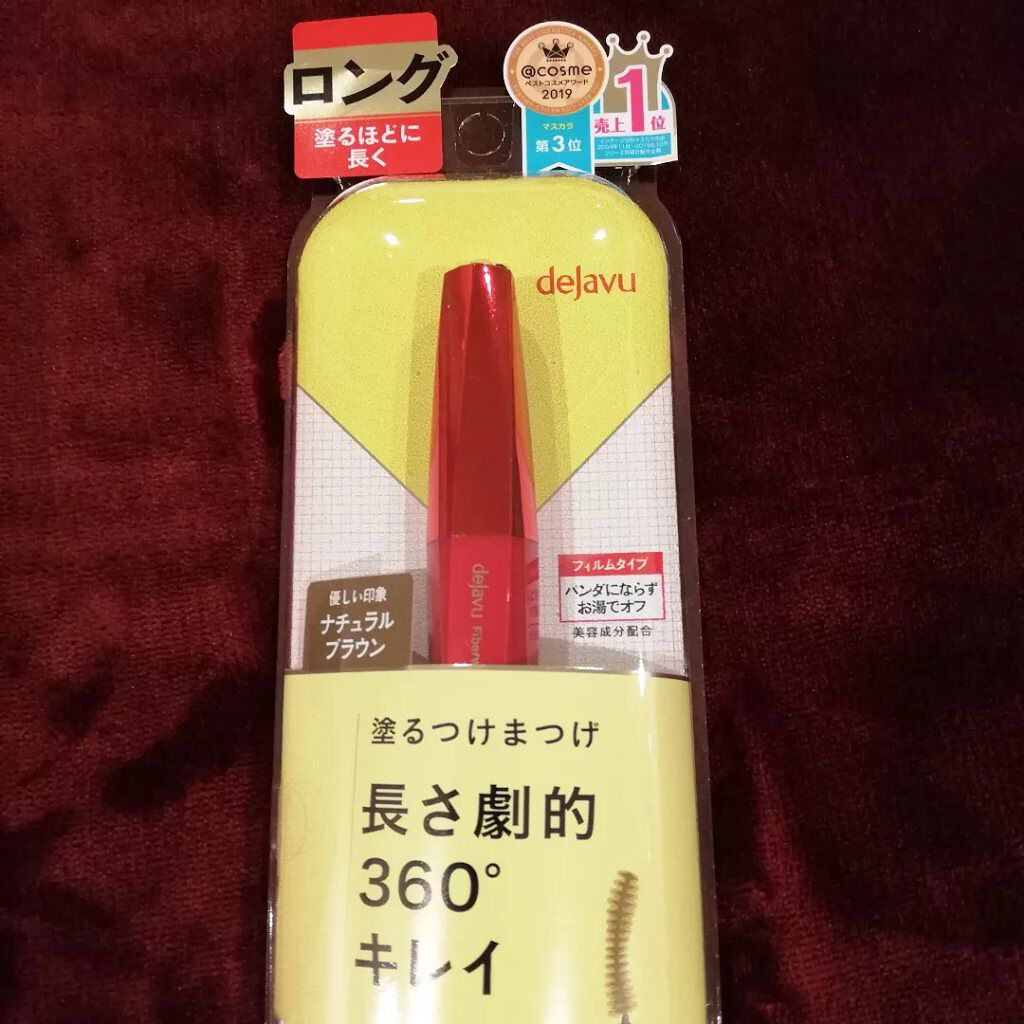 ロング
塗るほどに
長く
@cosme
ベストコスメアワード
2019
マスカラ
第3位
1
売上 位
dejavu
dejavu
優しい印象
ナチュラル
ブラウン
フィルムタイプ
パンダにならず
お湯でオフ
美容成分配合
塗るつけまつげ
長さ劇的
360°
キレイ